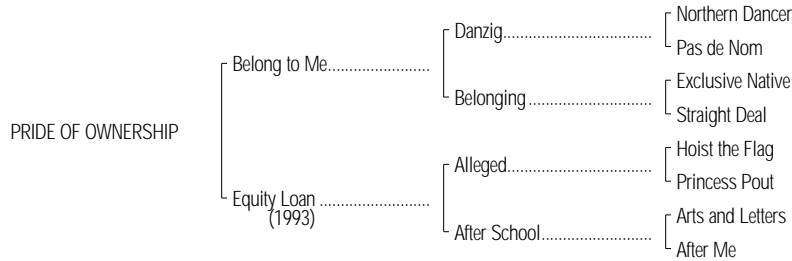 Northern Dancer
Danzig
Pas de Nom
Belong to Me
Exclusive Native
Belonging
Straight Deal
PRIDE OF OWNERSHIP
Hoist the Flag
Alleged
Princess Pout
Equity Loan
(1993)
Arts and Letters
After School
After Me